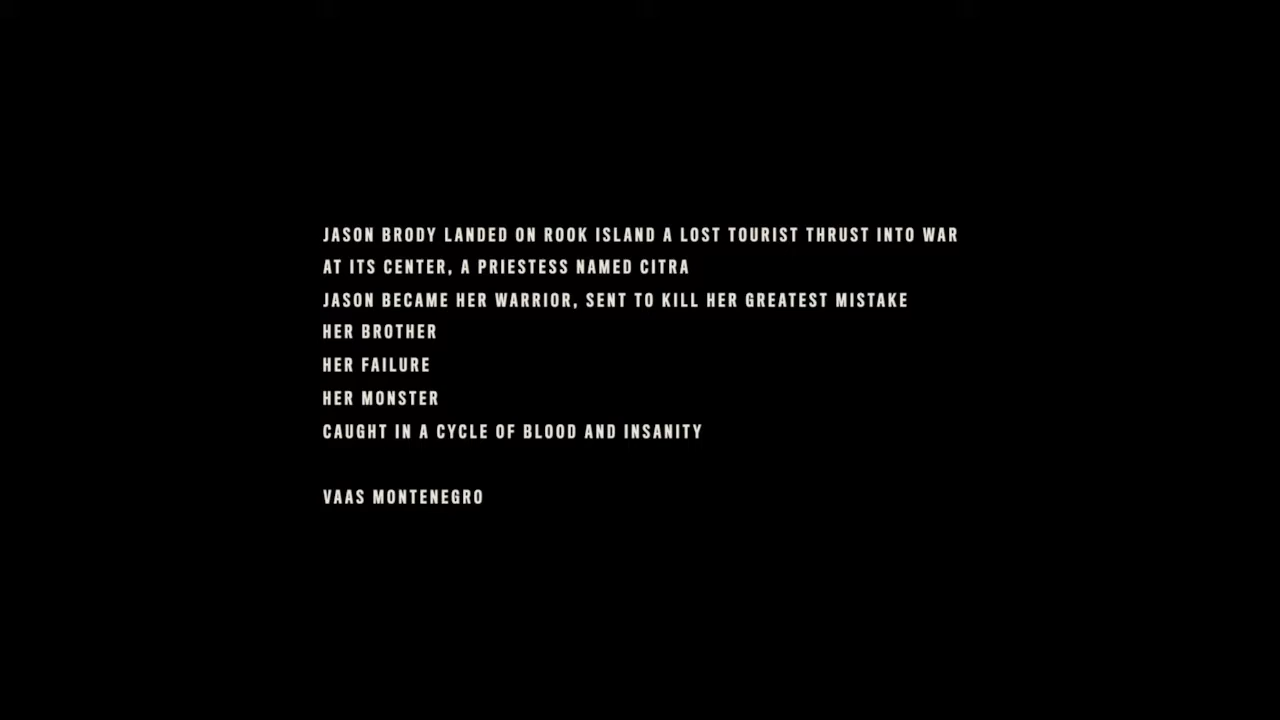 JASON BRODY LANDED ON ROOK ISLAND A LOST TOURIST THRUST INTO WAR
AT ITS CENTER, A PRIESTESS NAMED CITRA
JASON BECAME HER WARRIOR, SENT TO KILL HER GREATEST MISTAKE
HER BROTHER
HER FAILURE
HER MONSTER
CAUGHT IN A CYCLE OF BLOOD AND INSANITY
VAAS MONTENEGRO